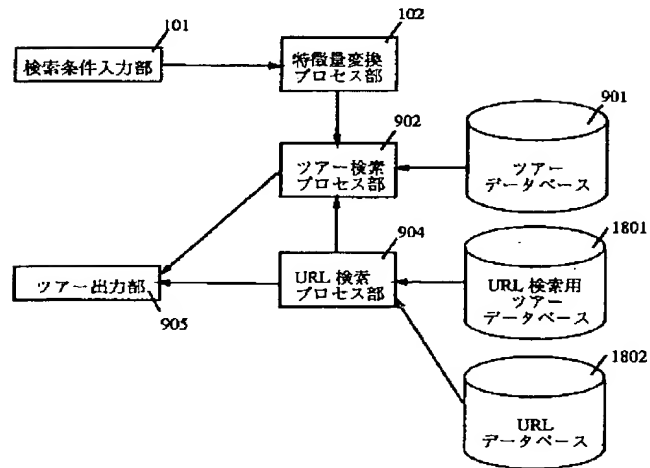 101
検索条件入力部
102
特徴量変換
プロセス部
902
ツアー検索
プロセス部
901
ツアー
データベース
904
URL 検索
プロセス部
1801
URL 検索用
ツアー
データベース
ツアー出力部
905
1802
URL
データベース